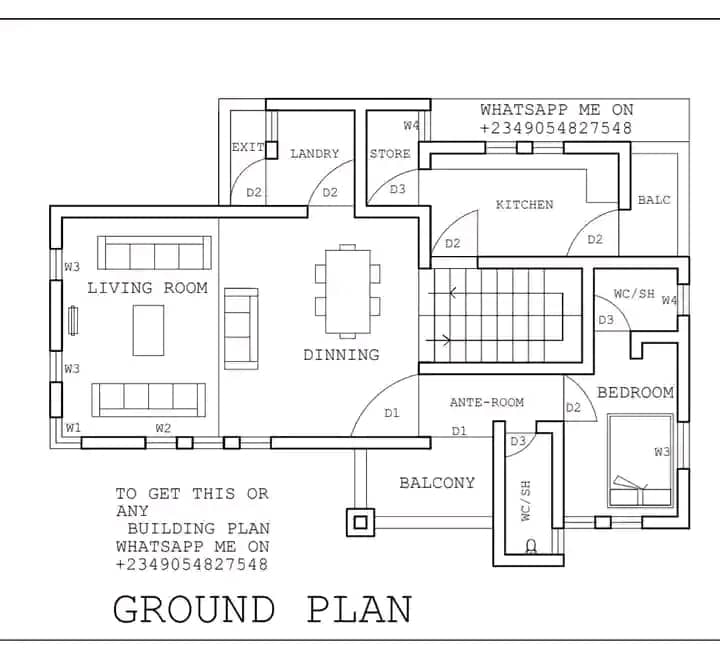 WHATSAPP ME ON
+2349054827548
W4
EXIT
LANDRY
STORE
D2
D2
D3
KITCHEN
BALC
D2
D2
W3
LIVING ROOM
WC/SH
W4
D3
DINNING
W3
BEDROOM
ANTE-ROOM
D1
D2
W1
W2
D1
D3
W3
BALCONY
WC/SH
TO GET THIS OR
ANY
BUILDING PLAN
WHATSAPP ME ON
+2349054827548
GROUND PLAN